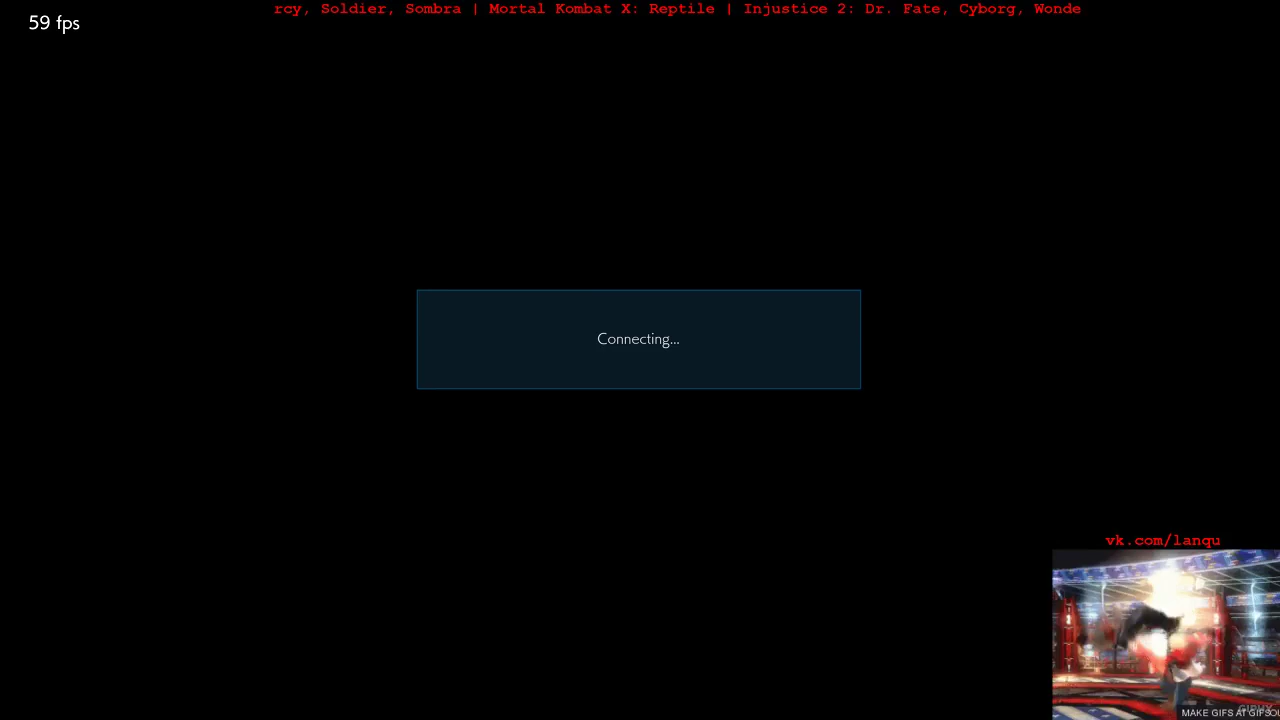 rcy, Soldier, Sombra | Mortal Kombat X: Reptile | Injustice 2: Dr. Fate, Cyborg, Wonde
59 fps
Connecting...
vk.com/lanqu
MAKE GIFS AT GIFSO